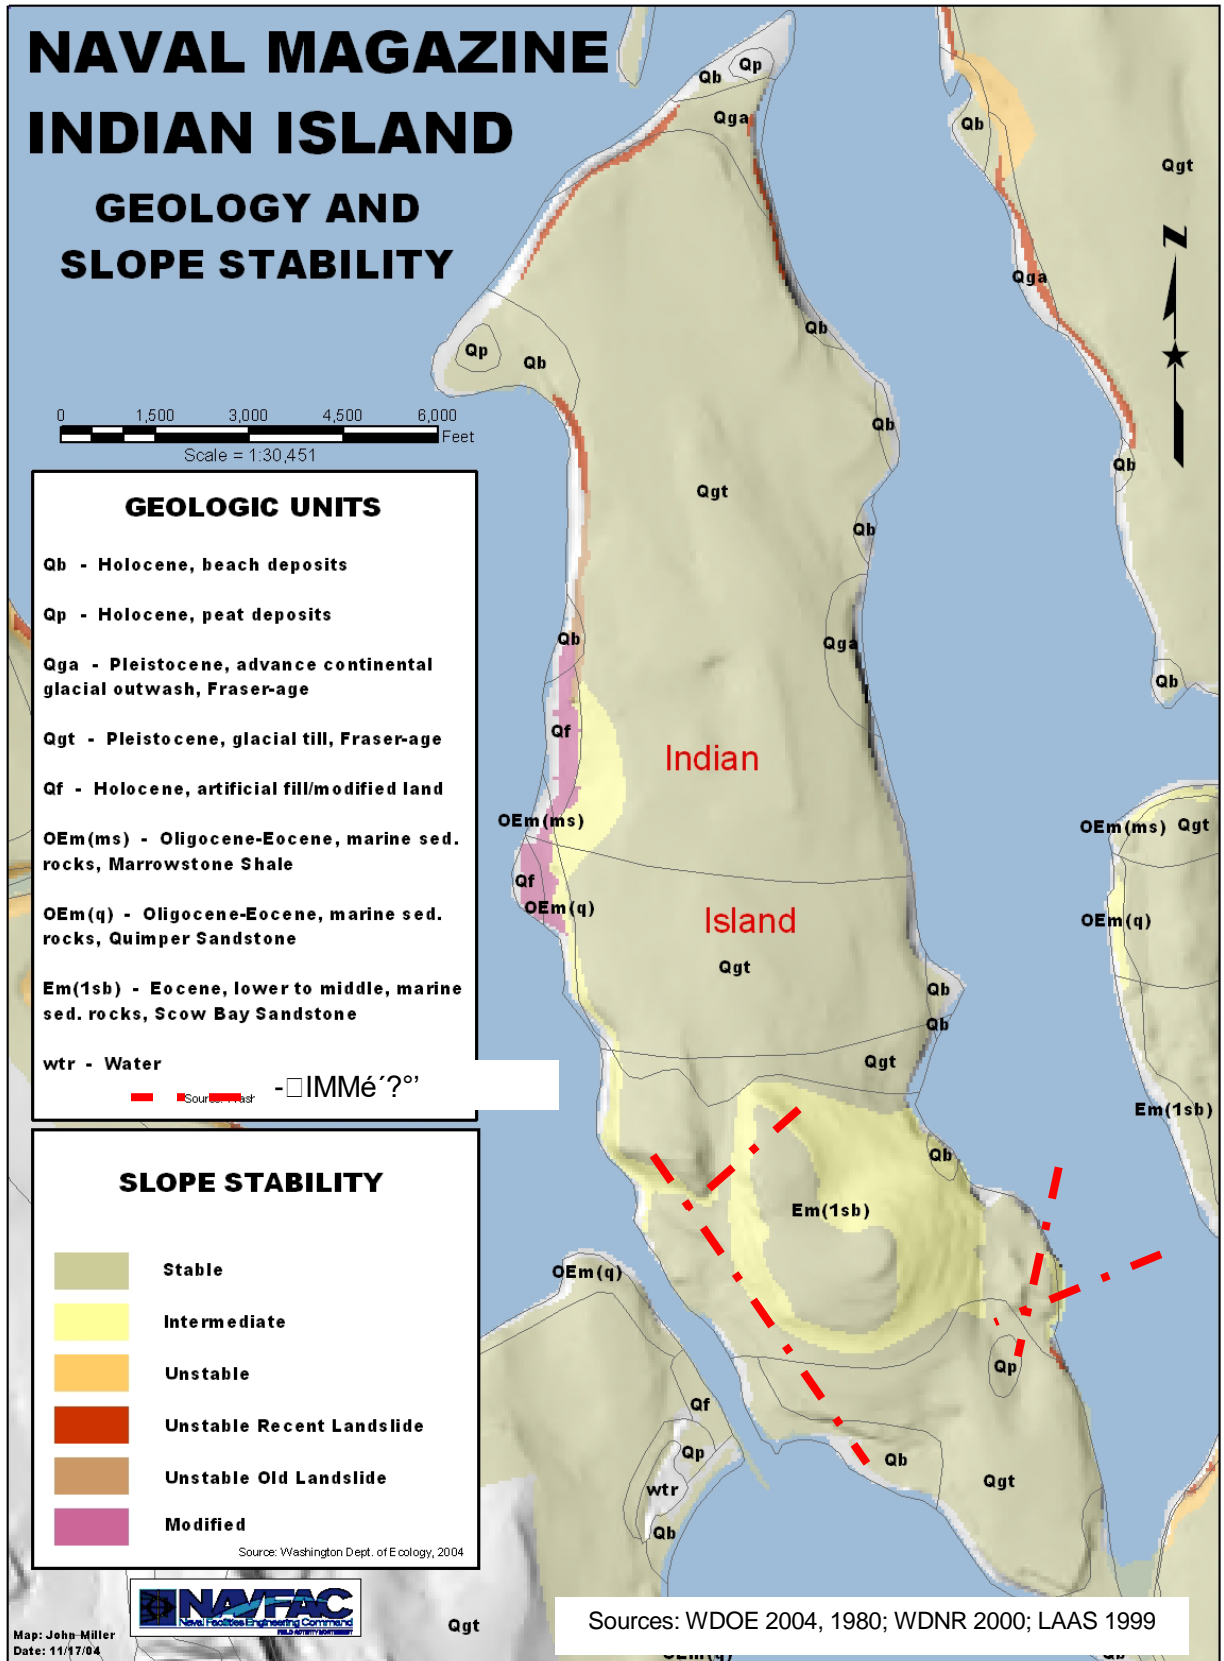 NAVAL MAGAZINE
INDIAN ISLAND
GEOLOGY AND
SLOPE STABILITY
0 1,500 3,000 4,500 6,000
Feet
Scale = 1:30,451
GEOLOGIC UNITS
Qb - Holocene, beach deposits
Qp - Holocene, peat deposits
Qga - Pleistocene, advance continental
glacial outwash, Fraser-age
Qgt - Pleistocene, glacial till, Fraser-age
Qf - Holocene, artificial fill/modified land
OEm(ms) - Oligocene-Eocene, marine sed.
rocks, Marrowstone Shale
OEm(q) - Oligocene-Eocene, marine sed.
rocks, Quimper Sandstone
Em(1sb) - Eocene, lower to middle, marine
sed. rocks, Scow Bay Sandstone
wtr - Water
-□IMMé´?°’
SLOPE STABILITY
Stable
Intermediate
Unstable
Unstable Recent Landslide
Unstable Old Landslide
Modified
Source: Washington Dept. of Ecology, 2004
NAVFAC
Naval Facilities Engineering Command
Map: John Miller
Date: 11/17/04
Qb
Qp
Qga
Qb
Qgt
Z
Qga
Qb
Qp
Qb
Qb
Qb
Qgt
Qb
Qb
Qga
Qb
Qf
Indian
OEm(ms)
OEm(ms) Qgt
Qf
OEm(q)
Island
OEm(q)
Qgt
Qb
Qb
Qgt
Em(1sb)
Qb
Em(1sb)
OEm(q)
Qp
Qf
Qp
Qb
wtr
Qgt
Qb
Qgt
Sources: WDOE 2004, 1980; WDNR 2000; LAAS 1999
OEm(q)
Qb